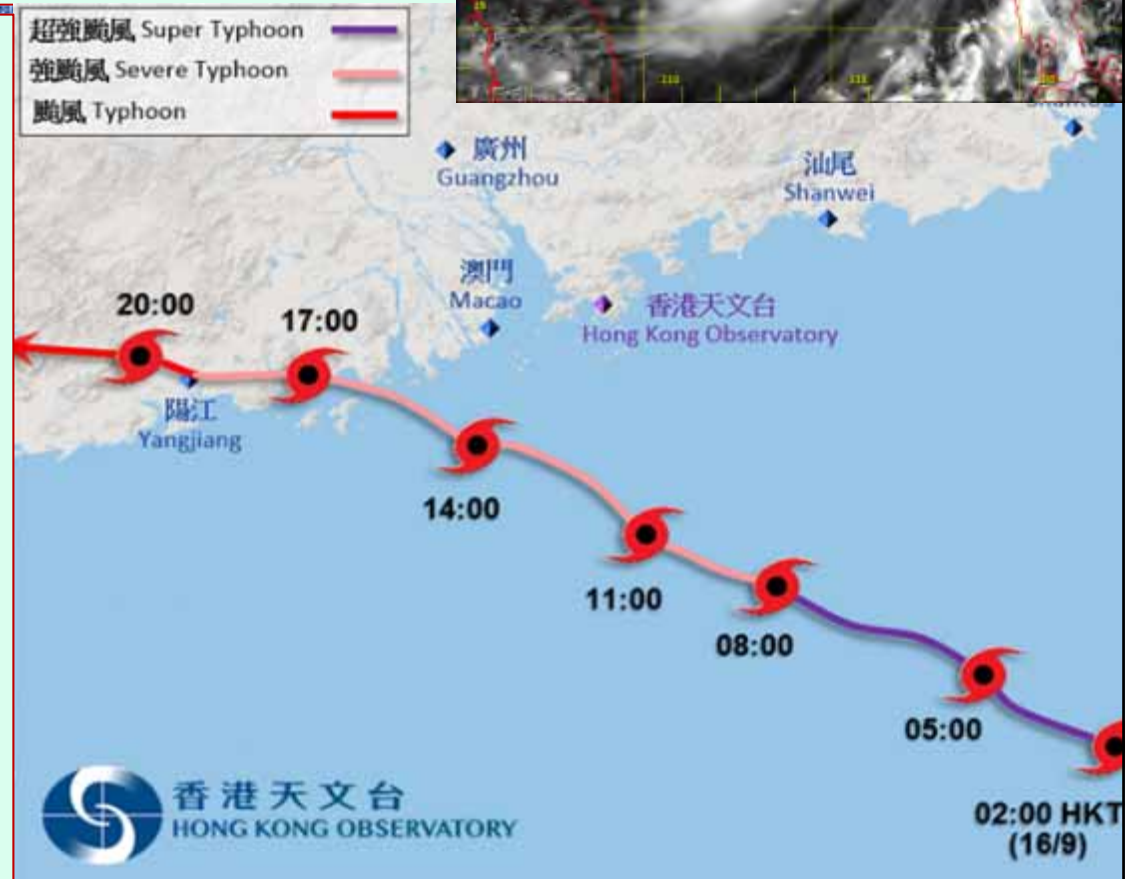 超強颱風 Super Typhoon
強颱風 Severe Typhoon
颱風 Typhoon
廣州
Guangzhou
汕尾
Shanwei
澳門
Macao
香港天文台
Hong Kong Observatory
20:00
17:00
陽江
Yangjiang
14:00
11:00
08:00
05:00
02:00 HKT
(16/9)
香港天文台
HONG KONG OBSERVATORY